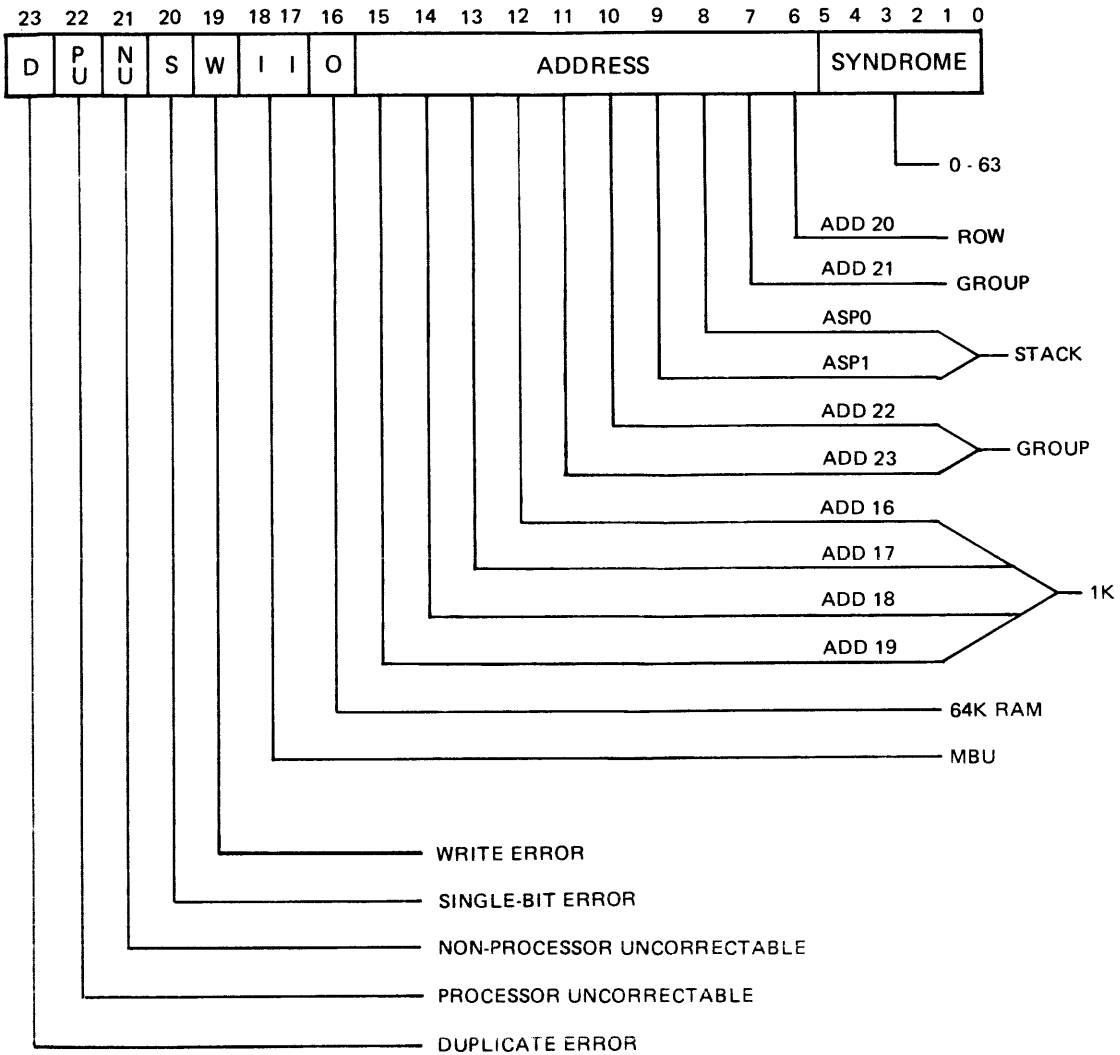 23 22 21 20 19 18 17 16 15 14 13 12 11 10 9 8 7 6 5 4 3 2 1 0
D PU NU S W I I O ADDRESS SYNDROME
0 - 63
ADD 20 ROW
ADD 21 GROUP
ASP0
STACK
ASP1
ADD 22
GROUP
ADD 23
ADD 16
ADD 17
1K
ADD 18
ADD 19
64K RAM
MBU
WRITE ERROR
SINGLE-BIT ERROR
NON-PROCESSOR UNCORRECTABLE
PROCESSOR UNCORRECTABLE
DUPLICATE ERROR